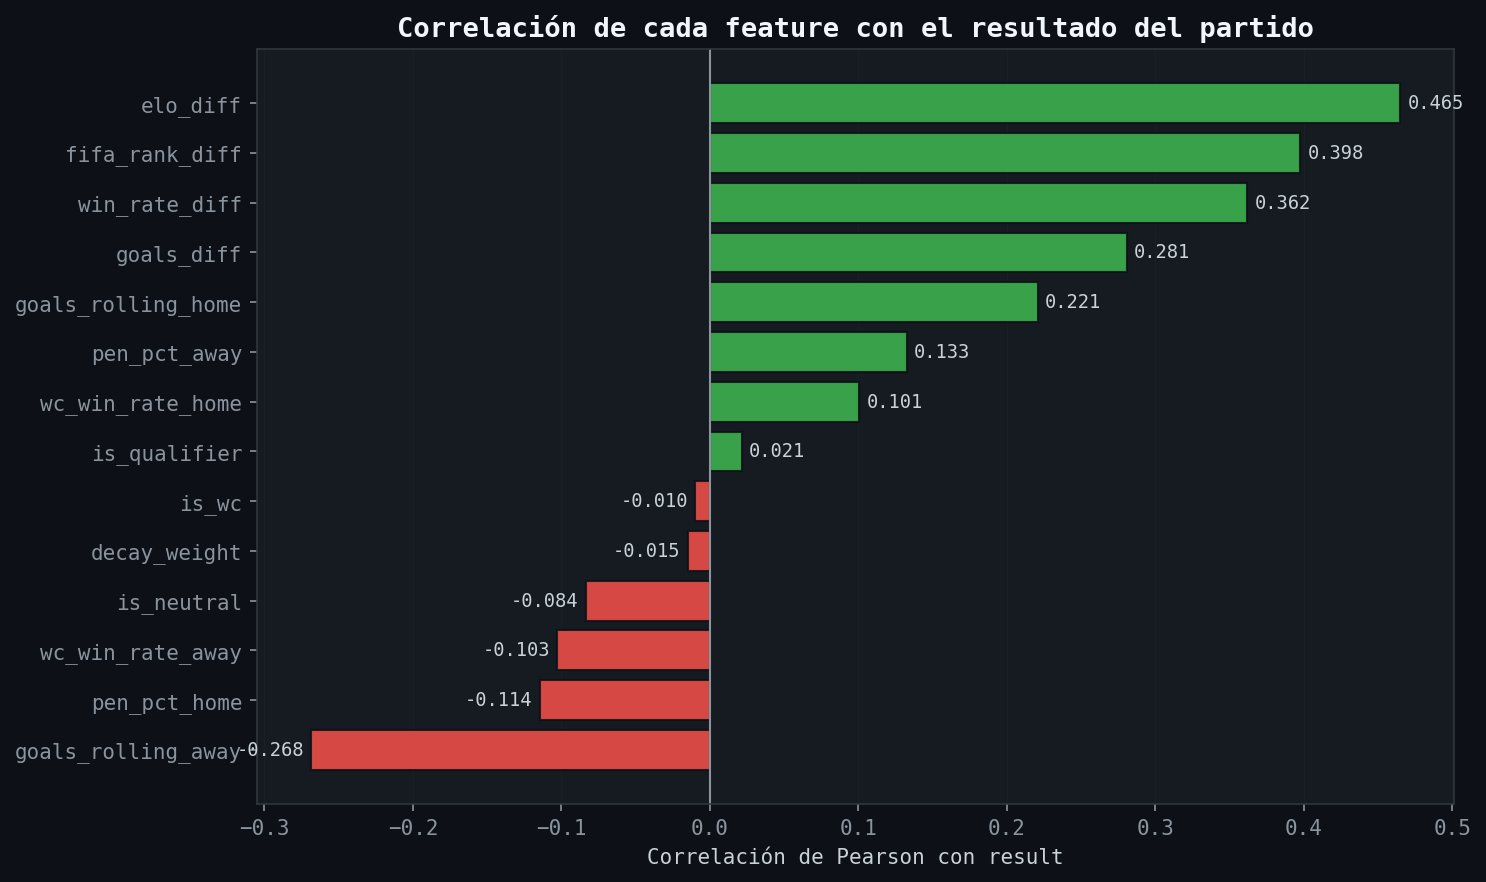 Correlación de cada feature con el resultado del partido
elo_diff 0.465
fifa_rank_diff 0.398
win_rate_diff 0.362
goals_diff 0.281
goals_rolling_home 0.221
pen_pct_away 0.133
wc_win_rate_home 0.101
is_qualifier 0.021
is_wc -0.010
decay_weight -0.015
is_neutral -0.084
wc_win_rate_away -0.103
pen_pct_home -0.114
goals_rolling_away -0.268
−0.3 −0.2 −0.1 0.0 0.1 0.2 0.3 0.4 0.5
Correlación de Pearson con result